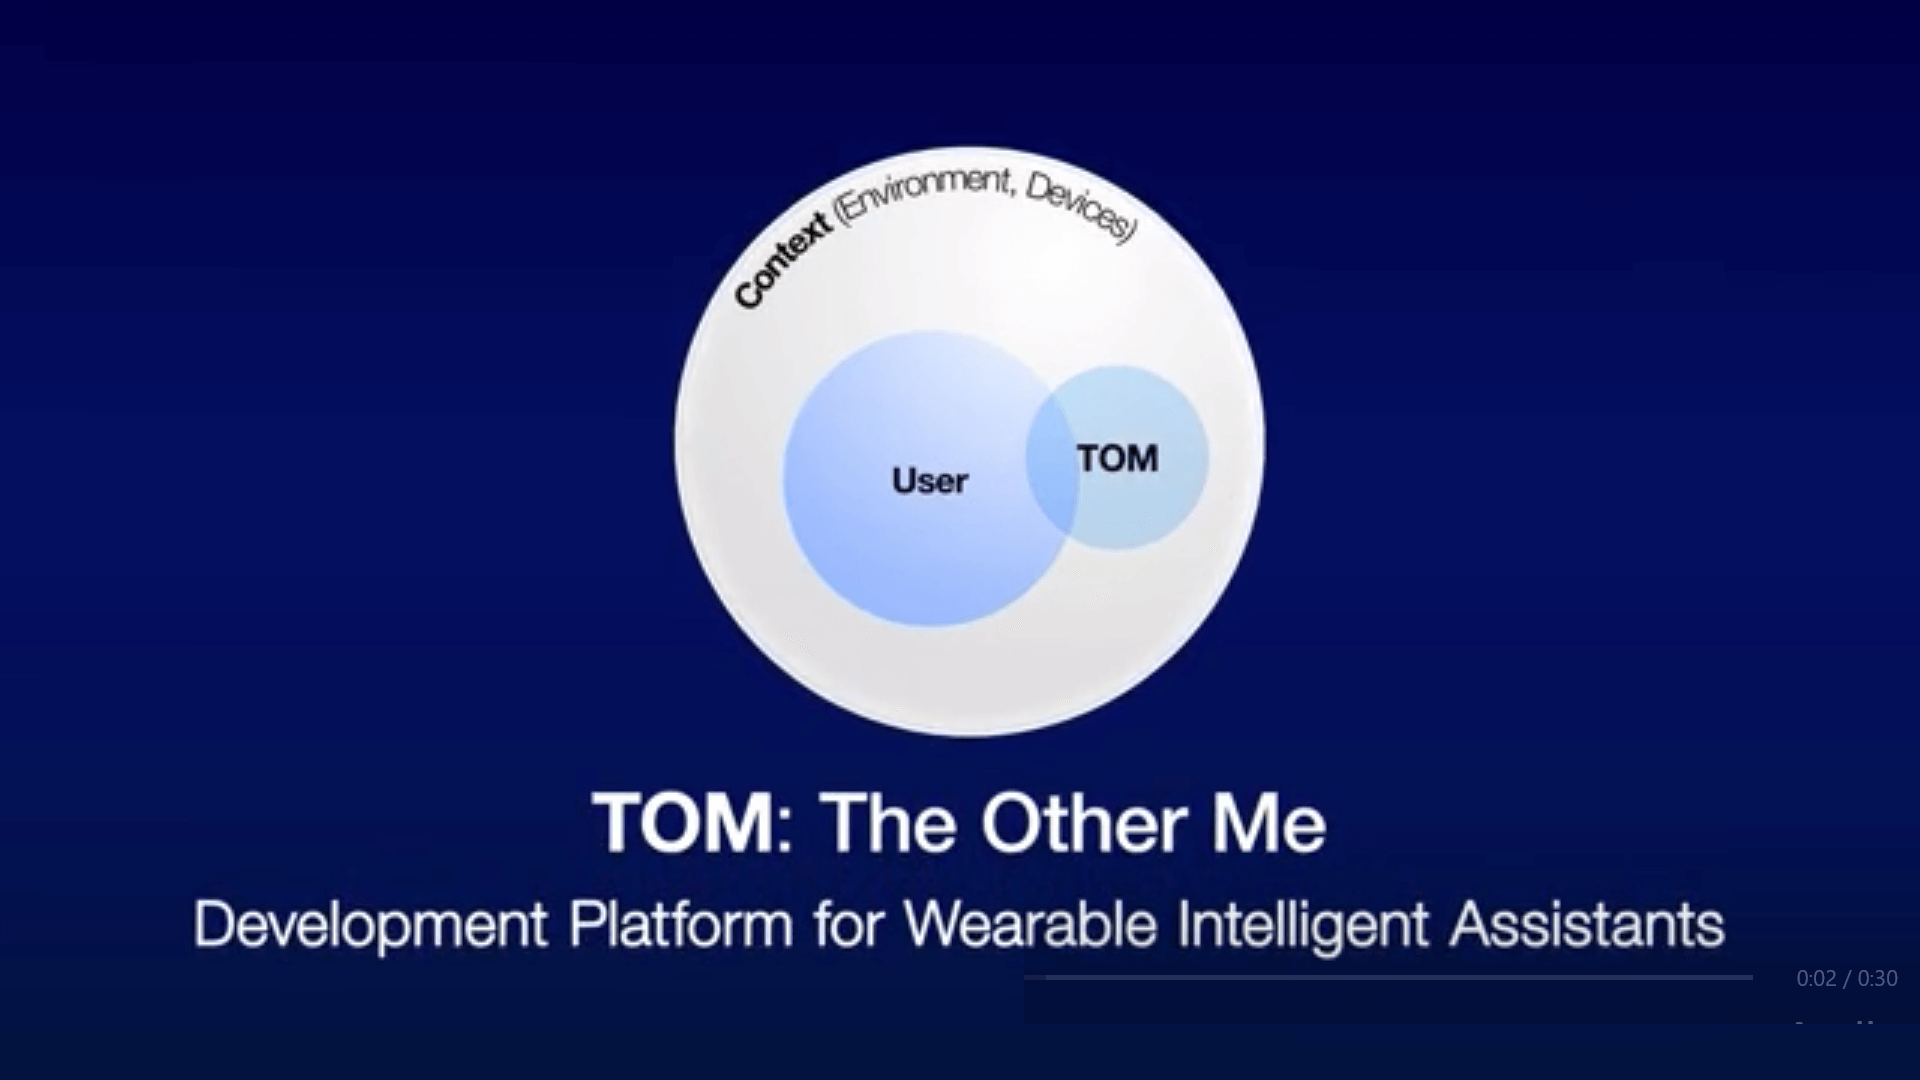 Context (Environment, Devices)
User
TOM
TOM: The Other Me
Development Platform for Wearable Intelligent Assistants
0:02 / 0:30